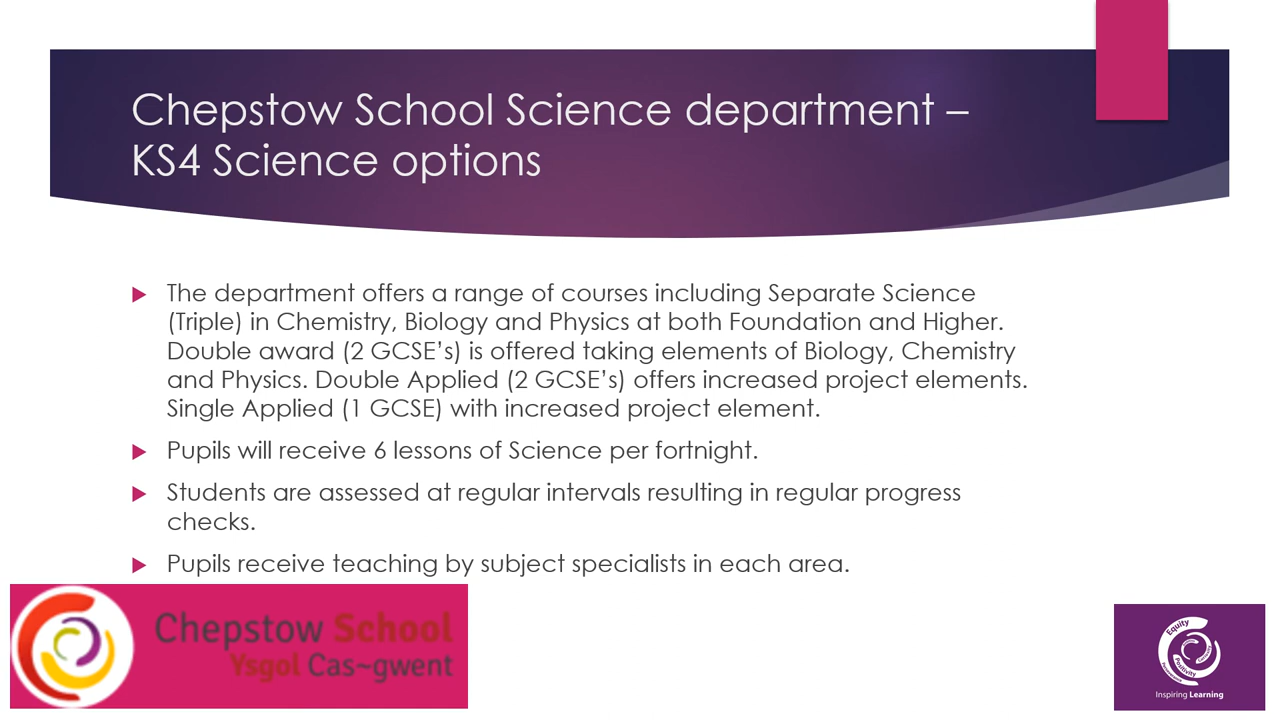 Chepstow School Science department –
KS4 Science options
The department offers a range of courses including Separate Science
(Triple) in Chemistry, Biology and Physics at both Foundation and Higher.
Double award (2 GCSE’s) is offered taking elements of Biology, Chemistry
and Physics. Double Applied (2 GCSE’s) offers increased project elements.
Single Applied (1 GCSE) with increased project element.
Pupils will receive 6 lessons of Science per fortnight.
Students are assessed at regular intervals resulting in regular progress
checks.
Pupils receive teaching by subject specialists in each area.
Chepstow School
Ysgol Cas~gwent
Equity
Positivity
Inspiring Learning